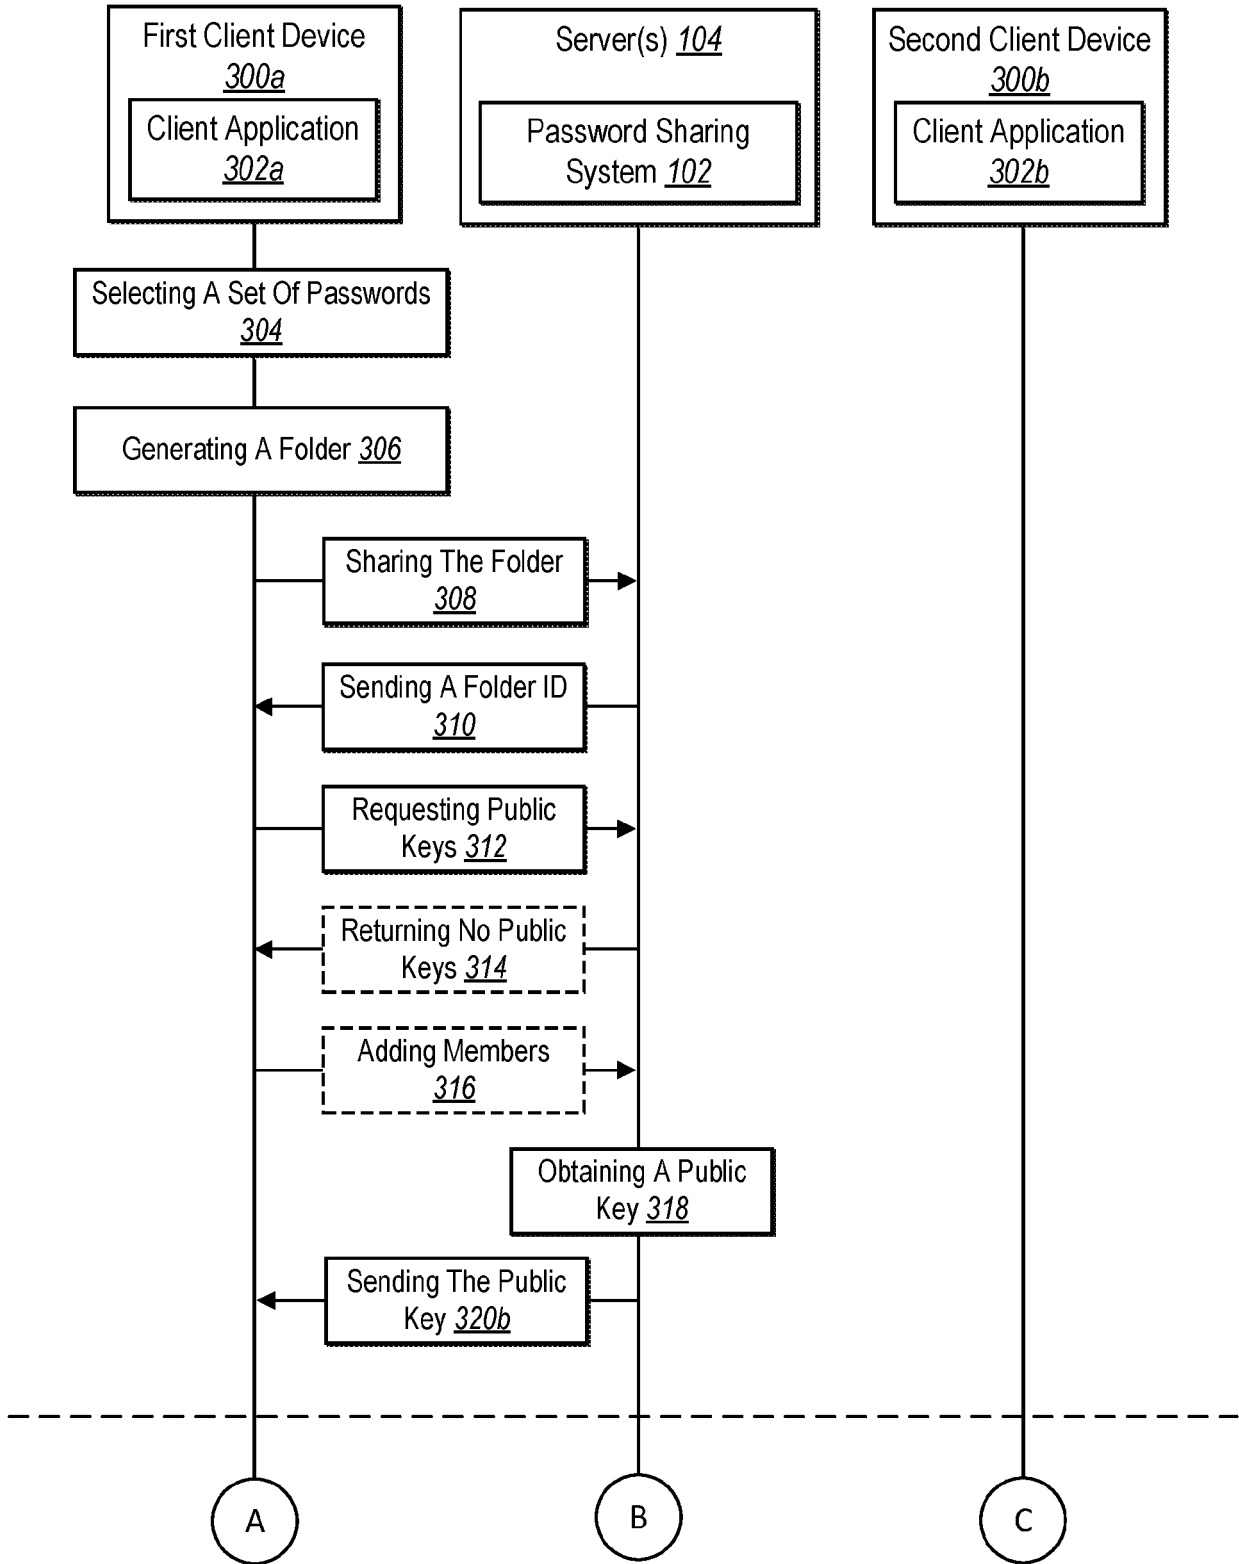 First Client Device
300a
Client Application
302a
Server(s) 104
Password Sharing
System 102
Second Client Device
300b
Client Application
302b
Selecting A Set Of Passwords
304
Generating A Folder 306
Sharing The Folder
308
Sending A Folder ID
310
Requesting Public
Keys 312
Returning No Public
Keys 314
Adding Members
316
Obtaining A Public
Key 318
Sending The Public
Key 320b
A
B
C